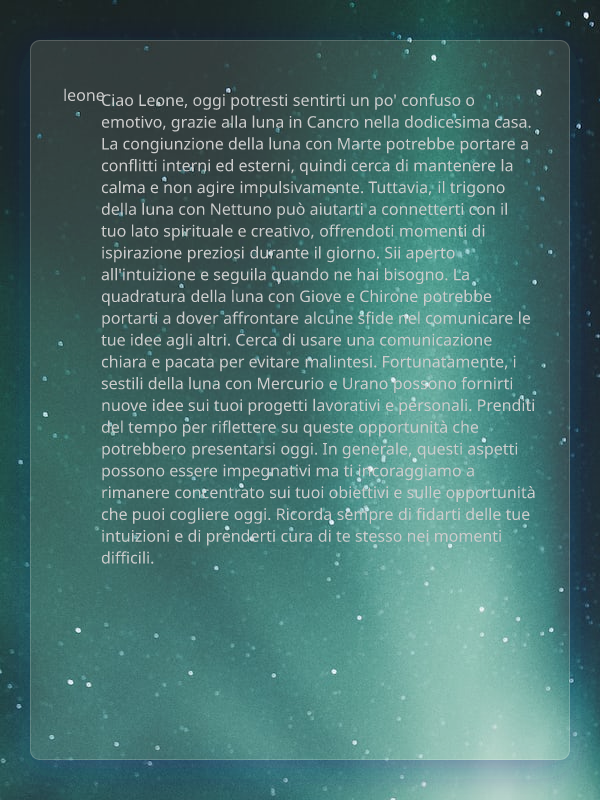 leone
Ciao Leone, oggi potresti sentirti un po' confuso o
emotivo, grazie alla luna in Cancro nella dodicesima casa.
La congiunzione della luna con Marte potrebbe portare a
conflitti interni ed esterni, quindi cerca di mantenere la
calma e non agire impulsivamente. Tuttavia, il trigono
della luna con Nettuno può aiutarti a connetterti con il
tuo lato spirituale e creativo, offrendoti momenti di
ispirazione preziosi durante il giorno. Sii aperto
all'intuizione e seguila quando ne hai bisogno. La
quadratura della luna con Giove e Chirone potrebbe
portarti a dover affrontare alcune sfide nel comunicare le
tue idee agli altri. Cerca di usare una comunicazione
chiara e pacata per evitare malintesi. Fortunatamente, i
sestili della luna con Mercurio e Urano possono fornirti
nuove idee sui tuoi progetti lavorativi e personali. Prenditi
del tempo per riflettere su queste opportunità che
potrebbero presentarsi oggi. In generale, questi aspetti
possono essere impegnativi ma ti incoraggiamo a
rimanere concentrato sui tuoi obiettivi e sulle opportunità
che puoi cogliere oggi. Ricorda sempre di fidarti delle tue
intuizioni e di prenderti cura di te stesso nei momenti
difficili.